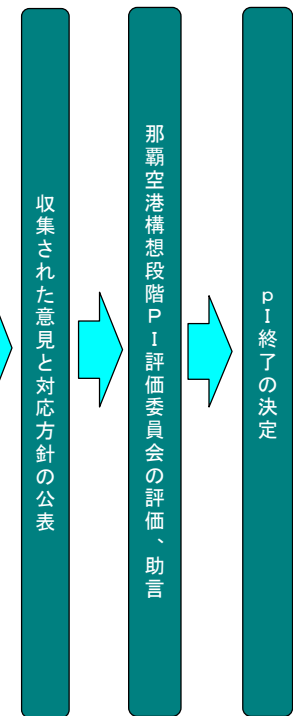 収集された意見と対応方針の公表
那覇空港構想段階ＰＩ評価委員会の評価、助言
ｐＩ終了の決定